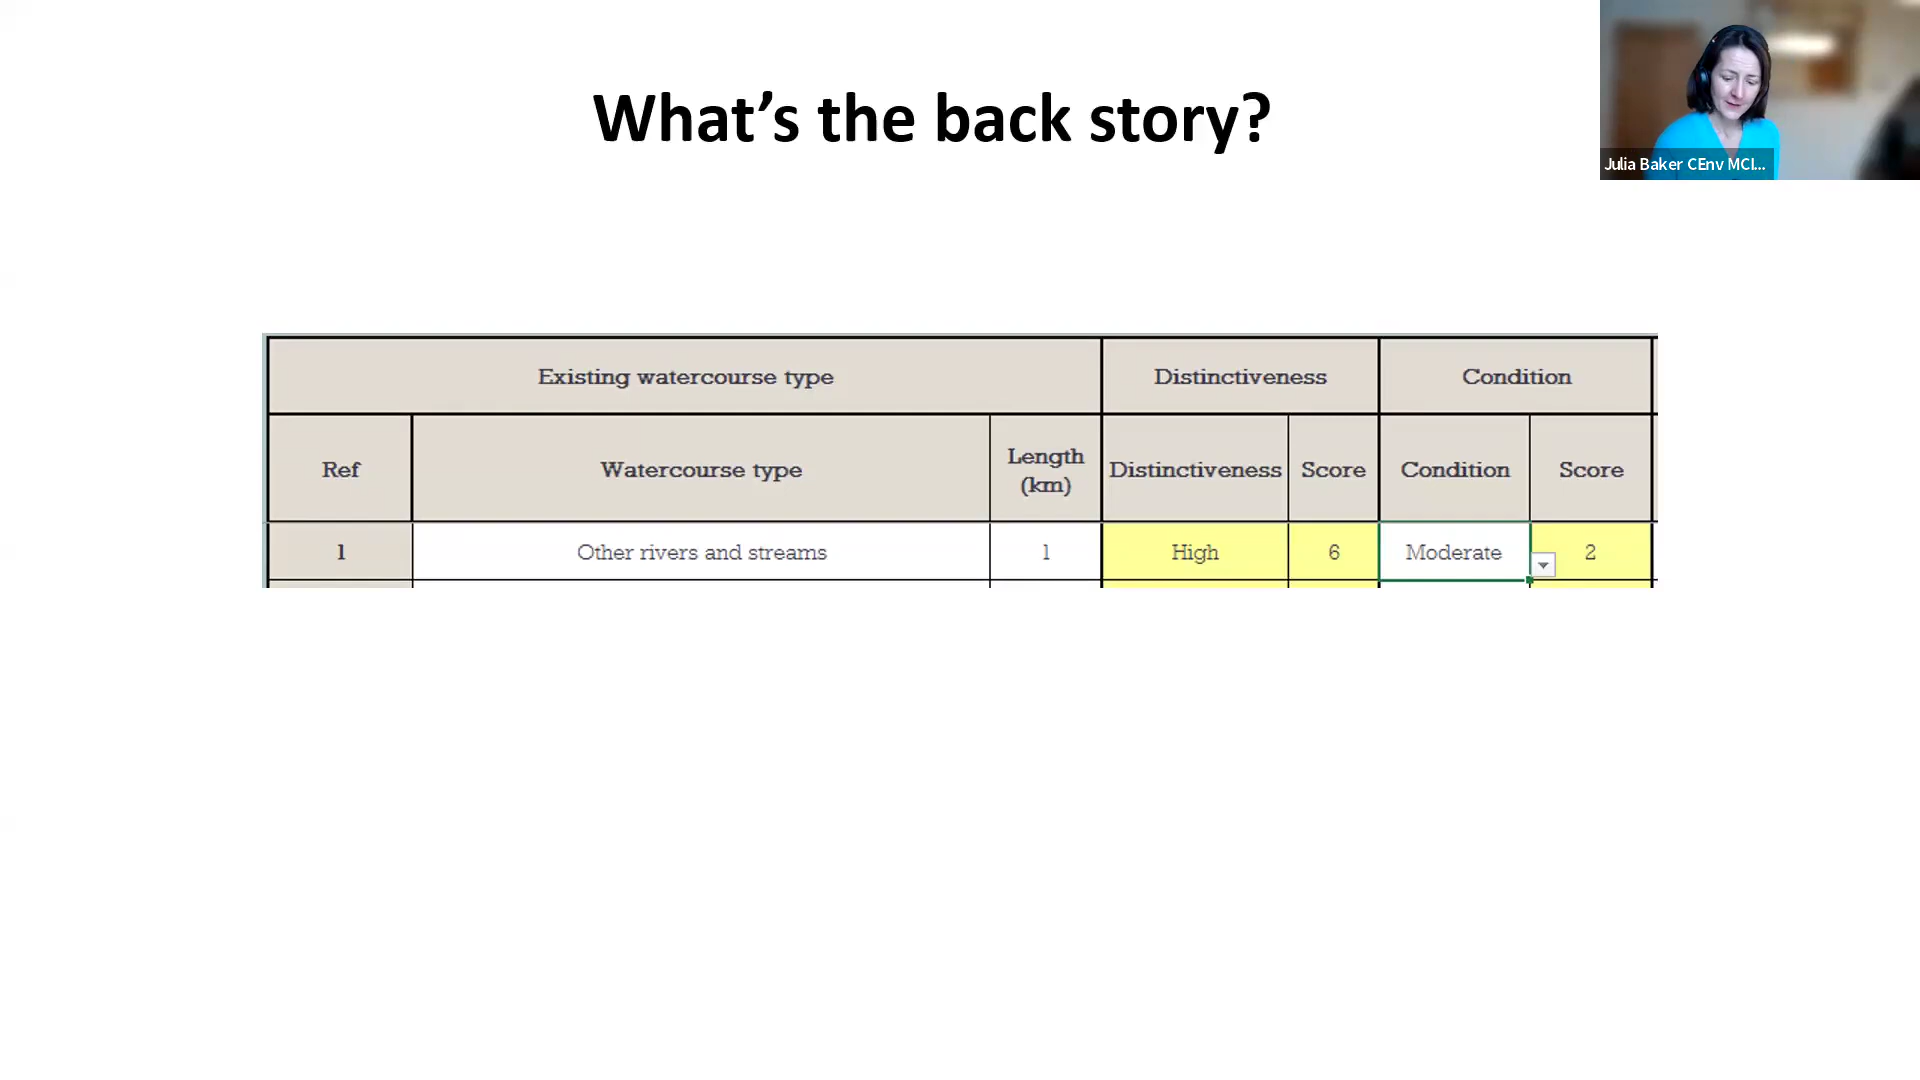 What’s the back story?
Julia Baker CEnv MCI...
Existing watercourse type Distinctiveness Condition
Ref Watercourse type Length (km) Distinctiveness Score Condition Score
1 Other rivers and streams 1 High 6 Moderate 2